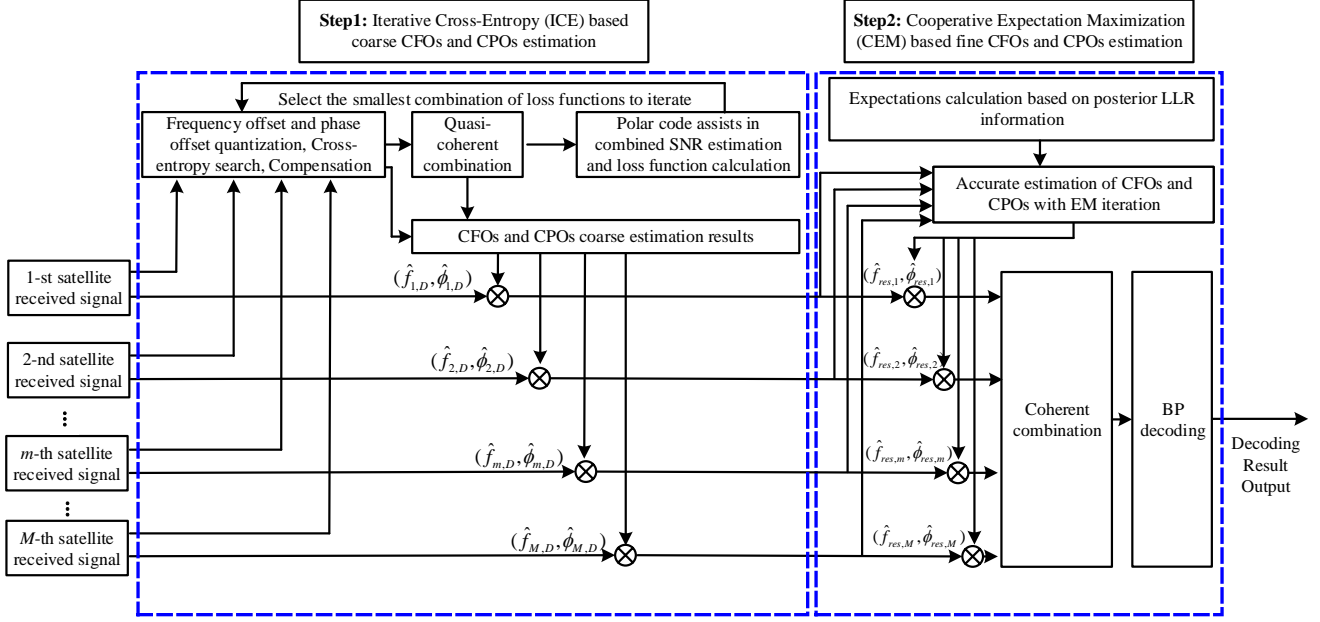 Step1: Iterative Cross-Entropy (ICE) based
coarse CFOs and CPOs estimation
Step2: Cooperative Expectation Maximization
(CEM) based fine CFOs and CPOs estimation
Select the smallest combination of loss functions to iterate
Frequency offset and phase
offset quantization, Cross-
entropy search, Compensation
Quasi-
coherent
combination
Polar code assists in
combined SNR estimation
and loss function calculation
CFOs and CPOs coarse estimation results
Expectations calculation based on posterior LLR
information
Accurate estimation of CFOs and
CPOs with EM iteration
1-st satellite
received signal
2-nd satellite
received signal
⋮
m-th satellite
received signal
⋮
M-th satellite
received signal
(f̂_{1,D}, ϕ̂_{1,D})
(f̂_{2,D}, ϕ̂_{2,D})
(f̂_{m,D}, ϕ̂_{m,D})
(f̂_{M,D}, ϕ̂_{M,D})
(f̂_{res,1}, ϕ̂_{res,1})
(f̂_{res,2}, ϕ̂_{res,2})
(f̂_{res,m}, ϕ̂_{res,m})
(f̂_{res,M}, ϕ̂_{res,M})
Coherent
combination
BP
decoding
Decoding
Result
Output